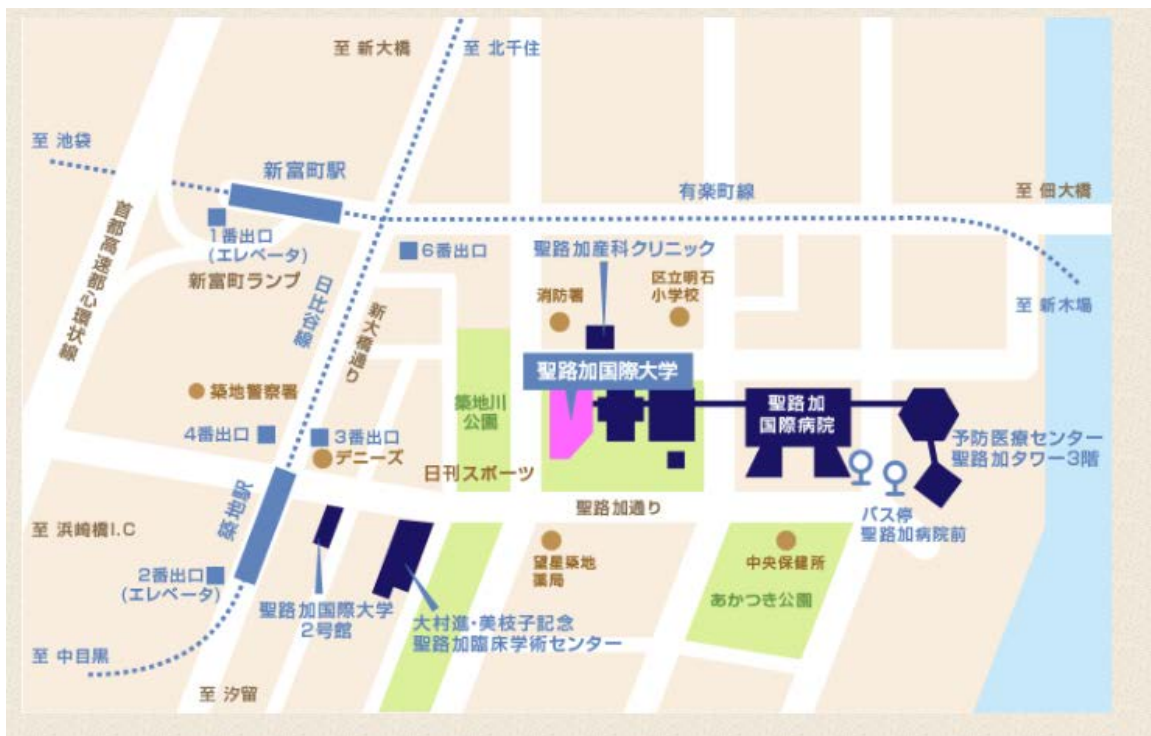 至 新大橋
至 北千住
至 池袋
新富町駅
有楽町線
至 佃大橋
1番出口
(エレベータ)
6番出口
聖路加産科クリニック
新富町ランプ
首都高速都心環状線
日比谷線
新大橋通り
消防署
区立明石
小学校
至 新木場
聖路加国際大学
築地警察署
築地川
公園
聖路加
国際病院
4番出口
3番出口
デニーズ
予防医療センター
聖路加タワー3階
日刊スポーツ
築地駅
聖路加通り
バス停
聖路加病院前
至 浜崎橋I.C
望星築地
薬局
中央保健所
2番出口
(エレベータ)
あかつき公園
聖路加国際大学
2号館
大村進・美枝子記念
聖路加臨床学術センター
至 中目黒
至 汐留